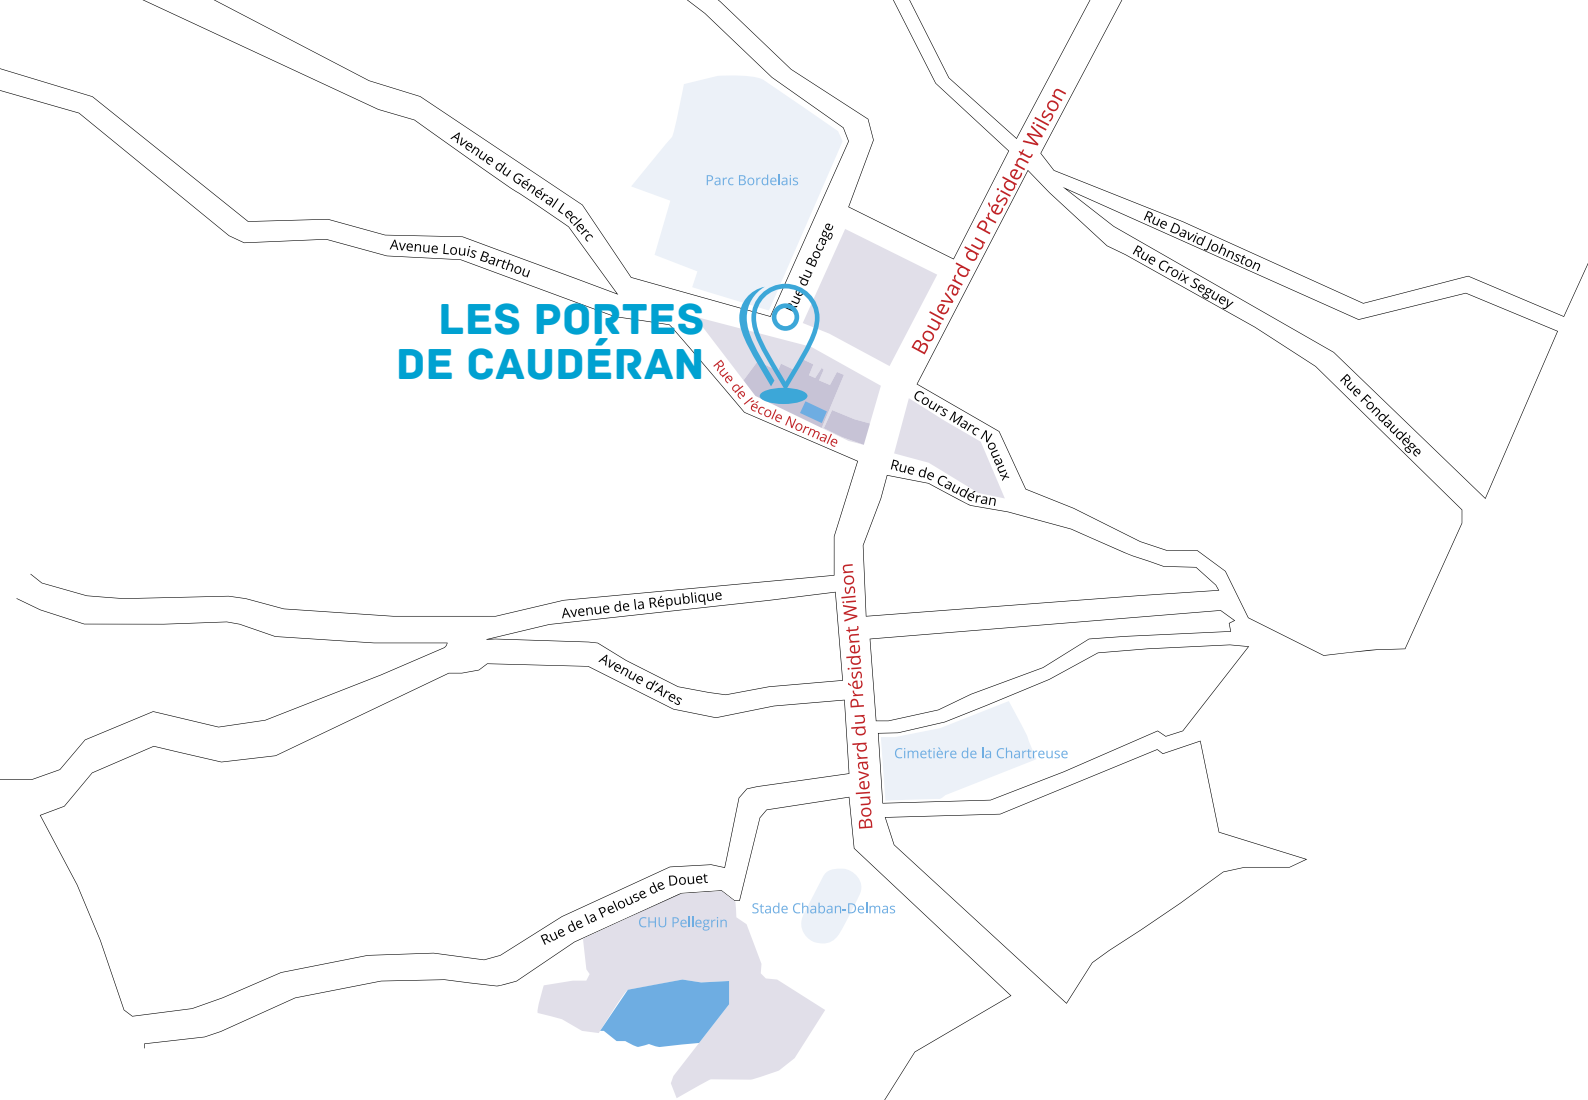 Boulevard du Président Wilson
Avenue du Général Leclerc
Parc Bordelais
Rue David Johnston
Avenue Louis Barthou
Rue du Bocage
Rue Croix Seguey
LES PORTES
DE CAUDÉRAN
Rue de l'école Normale
Cours Marc Nouaux
Rue Fondaudège
Rue de Caudéran
Avenue de la République
Boulevard du Président Wilson
Avenue d'Ares
Cimetière de la Chartreuse
Rue de la Pelouse de Douet
Stade Chaban-Delmas
CHU Pellegrin